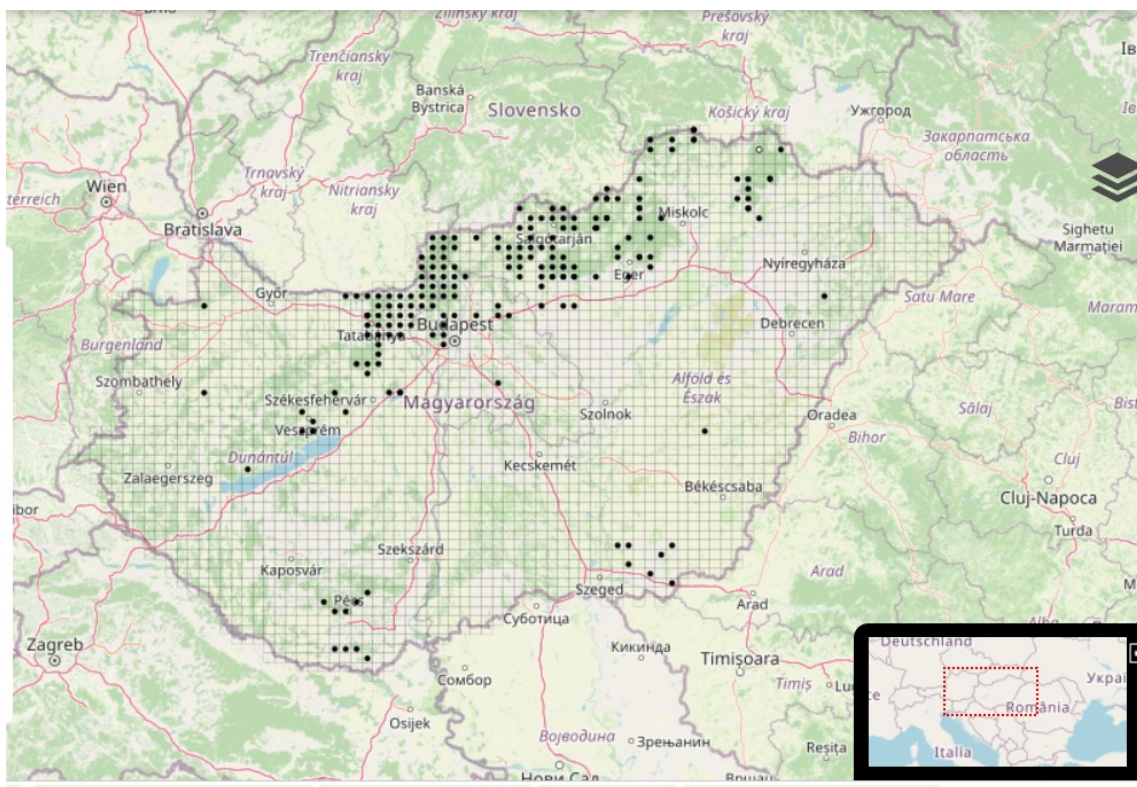 Žilinský kraj
Prešovský
kraj
Trenčiansky
kraj
Banská
Bystrica
Slovensko
Košický kraj
Ужгород
Закарпатська
область
Wien
Trnavský
kraj
Nitriansky
kraj
Bratislava
Miskolc
Salgótarján
Sighetu
Marmației
Eger
Nyíregyháza
Győr
Satu Mare
Budapest
Tatabánya
Debrecen
Burgenland
Szombathely
Székesfehérvár
Magyarország
Alföld és
Észak
Szolnok
Oradea
Sălaj
Bihor
Veszprém
Dunántúl
Zalaegerszeg
Kecskemét
Cluj
Békéscsaba
Cluj-Napoca
Turda
Szekszárd
Kaposvár
Arad
Szeged
Pécs
Arad
Суботица
Zagreb
Кикинда
Timișoara
Сомбор
Timiș
Osijek
Војводина
Зрењанин
Reșița
Deutschland
România
Italia